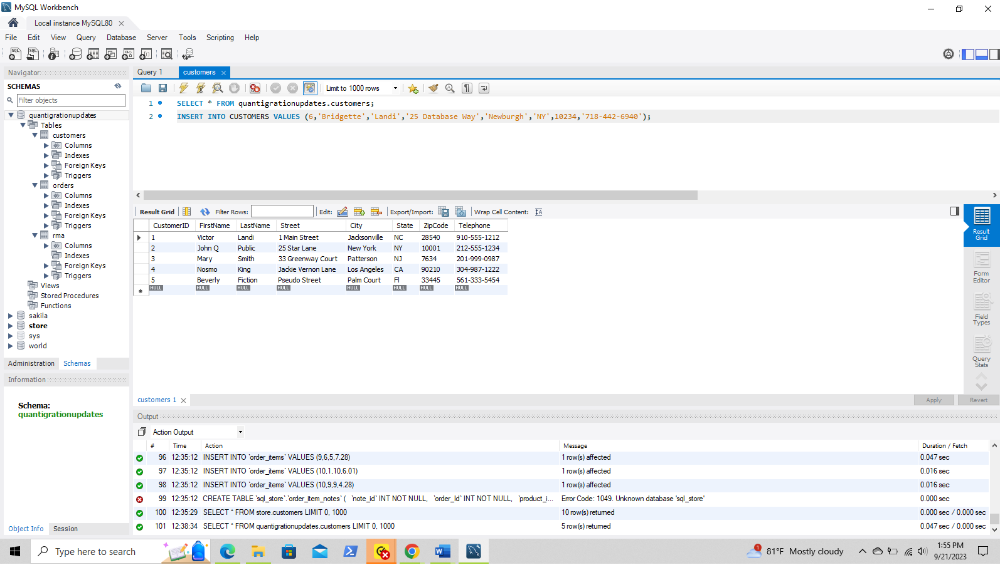 MySQL Workbench
Local instance MySQL80
File Edit View Query Database Server Tools Scripting Help
Navigator
SCHEMAS
Filter objects
quantigrationupdates
Tables
customers
Columns
Indexes
Foreign Keys
Triggers
orders
Columns
Indexes
Foreign Keys
Triggers
rma
Columns
Indexes
Foreign Keys
Triggers
Views
Stored Procedures
Functions
sakila
store
sys
world
Administration Schemas
Information
Schema:
quantigrationupdates
Object Info Session
Query 1 customers
Limit to 1000 rows
1 SELECT * FROM quantigrationupdates.customers;
2 INSERT INTO CUSTOMERS VALUES (6,'Bridgette','Landi','25 Database Way','Newburgh','NY',10234,'718-442-6940');
Result Grid Filter Rows: Edit: Export/Import: Wrap Cell Content:
CustomerID FirstName LastName Street City State ZipCode Telephone
1 Victor Landi 1 Main Street Jacksonville NC 28540 910-555-1212
2 John Q Public 25 Star Lane New York NY 10001 212-555-1234
3 Mary Smith 33 Greenway Court Patterson NJ 7634 201-999-0987
4 Nosmo King Jackie Vernon Lane Los Angeles CA 90210 304-987-1222
5 Beverly Fiction Pseudo Street Palm Court Fl 33445 561-333-5454
NULL NULL NULL NULL NULL NULL NULL NULL
Result
Grid
Form
Editor
Field
Types
Query
Stats
customers 1
Apply Revert
Output
Action Output
# Time Action Message Duration / Fetch
96 12:35:12 INSERT INTO `order_items` VALUES (9,6,5,7.28) 1 row(s) affected 0.047 sec
97 12:35:12 INSERT INTO `order_items` VALUES (10,1,10,6.01) 1 row(s) affected 0.016 sec
98 12:35:12 INSERT INTO `order_items` VALUES (10,9,9,4.28) 1 row(s) affected 0.016 sec
99 12:35:12 CREATE TABLE `sql_store`.`order_item_notes` ( `note_id` INT NOT NULL, `order_Id` INT NOT NULL, `product_i... Error Code: 1049. Unknown database 'sql_store' 0.000 sec
100 12:35:29 SELECT * FROM store.customers LIMIT 0, 1000 10 row(s) returned 0.000 sec / 0.000 sec
101 12:38:34 SELECT * FROM quantigrationupdates.customers LIMIT 0, 1000 5 row(s) returned 0.047 sec / 0.000 sec
Type here to search
1
81°F Mostly cloudy
1:55 PM
9/21/2023